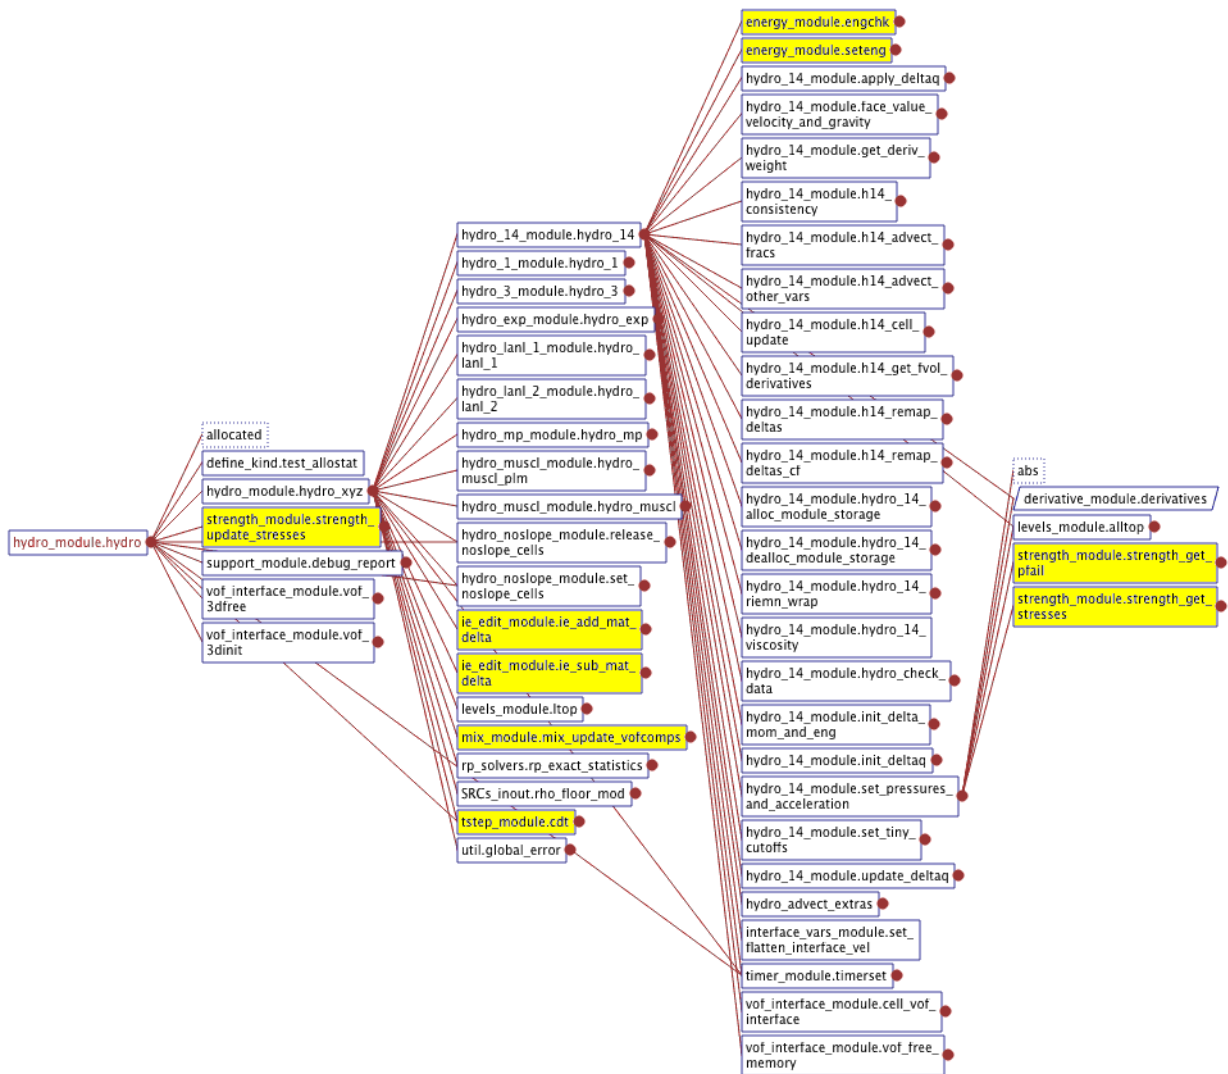 hydro_module.hydro
allocated
define_kind.test_allostat
hydro_module.hydro_xyz
strength_module.strength_
update_stresses
support_module.debug_report
vof_interface_module.vof_
3dfree
vof_interface_module.vof_
3dinit
hydro_14_module.hydro_14
hydro_1_module.hydro_1
hydro_3_module.hydro_3
hydro_exp_module.hydro_exp
hydro_lanl_1_module.hydro_
lanl_1
hydro_lanl_2_module.hydro_
lanl_2
hydro_mp_module.hydro_mp
hydro_muscl_module.hydro_
muscl_plm
hydro_muscl_module.hydro_muscl
hydro_noslope_module.release_
noslope_cells
hydro_noslope_module.set_
noslope_cells
ie_edit_module.ie_add_mat_
delta
ie_edit_module.ie_sub_mat_
delta
levels_module.ltop
mix_module.mix_update_vofcomps
rp_solvers.rp_exact_statistics
SRCs_inout.rho_floor_mod
tstep_module.cdt
util.global_error
energy_module.engchk
energy_module.seteng
hydro_14_module.apply_deltaq
hydro_14_module.face_value_
velocity_and_gravity
hydro_14_module.get_deriv_
weight
hydro_14_module.h14_
consistency
hydro_14_module.h14_advect_
fracs
hydro_14_module.h14_advect_
other_vars
hydro_14_module.h14_cell_
update
hydro_14_module.h14_get_fvol_
derivatives
hydro_14_module.h14_remap_
deltas
hydro_14_module.h14_remap_
deltas_cf
hydro_14_module.hydro_14_
alloc_module_storage
hydro_14_module.hydro_14_
dealloc_module_storage
hydro_14_module.hydro_14_
riemn_wrap
hydro_14_module.hydro_14_
viscosity
hydro_14_module.hydro_check_
data
hydro_14_module.init_delta_
mom_and_eng
hydro_14_module.init_deltaq
hydro_14_module.set_pressures_
and_acceleration
hydro_14_module.set_tiny_
cutoffs
hydro_14_module.update_deltaq
hydro_advect_extras
interface_vars_module.set_
flatten_interface_vel
timer_module.timerset
vof_interface_module.cell_vof_
interface
vof_interface_module.vof_free_
memory
abs
derivative_module.derivatives
levels_module.alltop
strength_module.strength_get_
pfail
strength_module.strength_get_
stresses